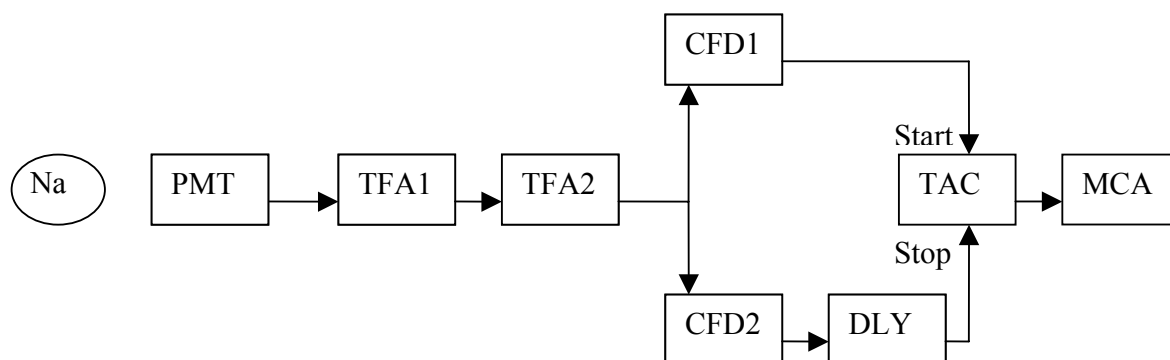 CFD1
Start
Na
PMT
TFA1
TFA2
TAC
MCA
Stop
CFD2
DLY